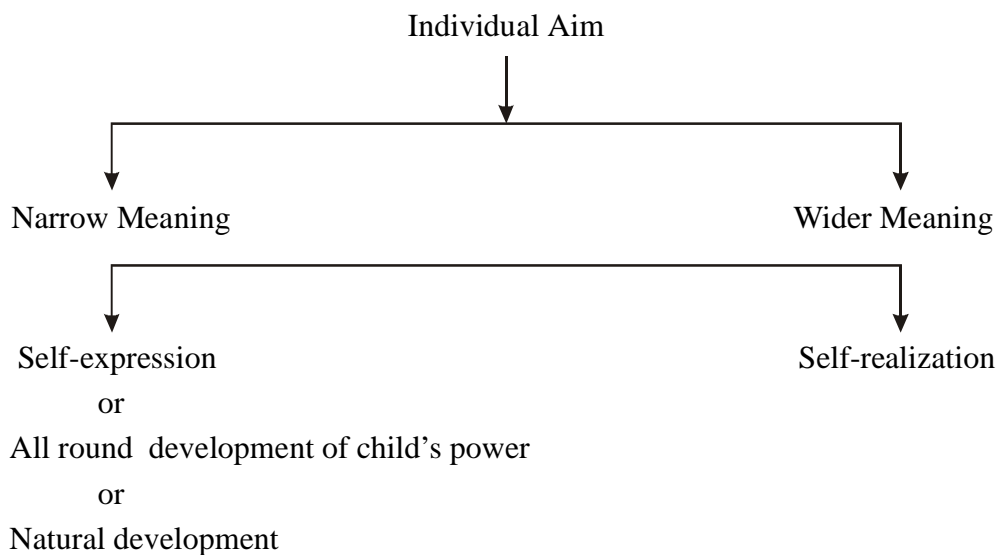 Individual Aim
Narrow Meaning Wider Meaning
Self-expression Self-realization
or
All round development of child’s power
or
Natural development